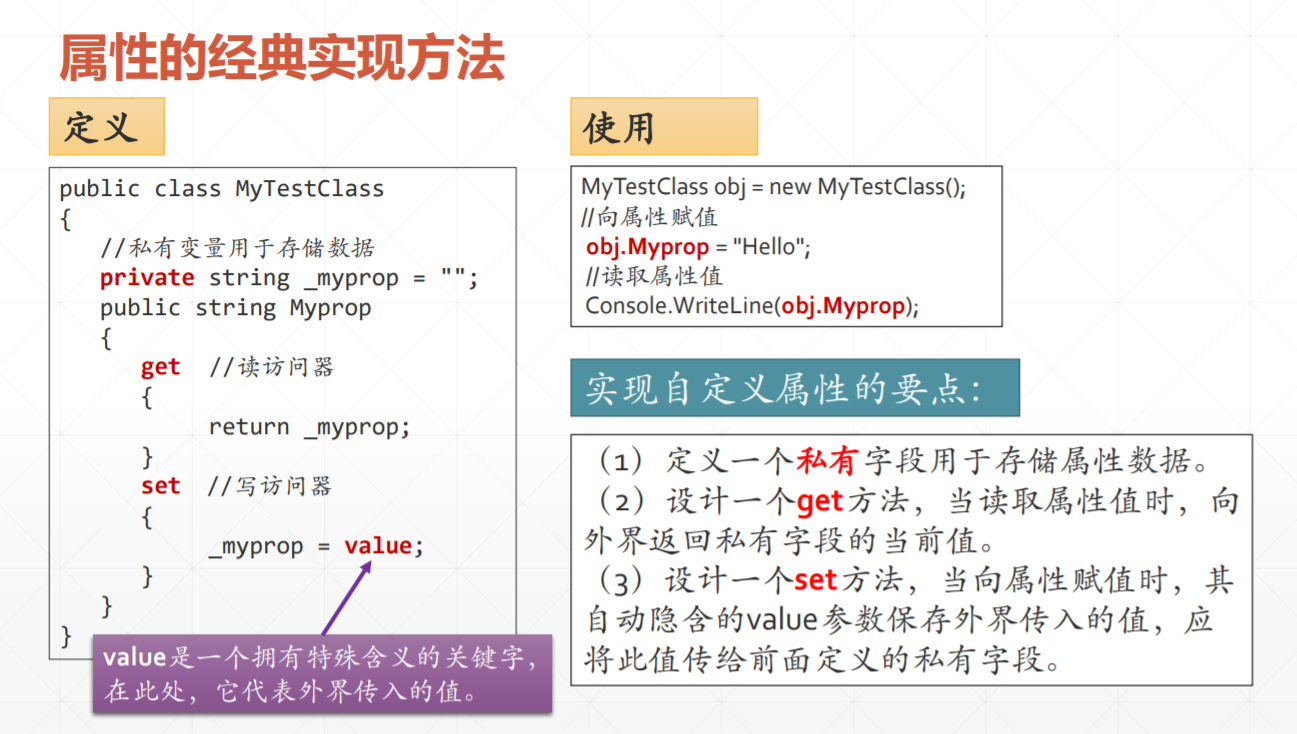 属性的经典实现方法
定义
public class MyTestClass
{
//私有变量用于存储数据
private string _myprop = "";
public string Myprop
{
get //读访问器
{
return _myprop;
}
set //写访问器
{
_myprop = value;
}
}
}
value是一个拥有特殊含义的关键字，
在此处，它代表外界传入的值。
使用
MyTestClass obj = new MyTestClass();
//向属性赋值
obj.Myprop = "Hello";
//读取属性值
Console.WriteLine(obj.Myprop);
实现自定义属性的要点：
（1）定义一个私有字段用于存储属性数据。
（2）设计一个get方法，当读取属性值时，向
外界返回私有字段的当前值。
（3）设计一个set方法，当向属性赋值时，其
自动隐含的value参数保存外界传入的值，应
将此值传给前面定义的私有字段。